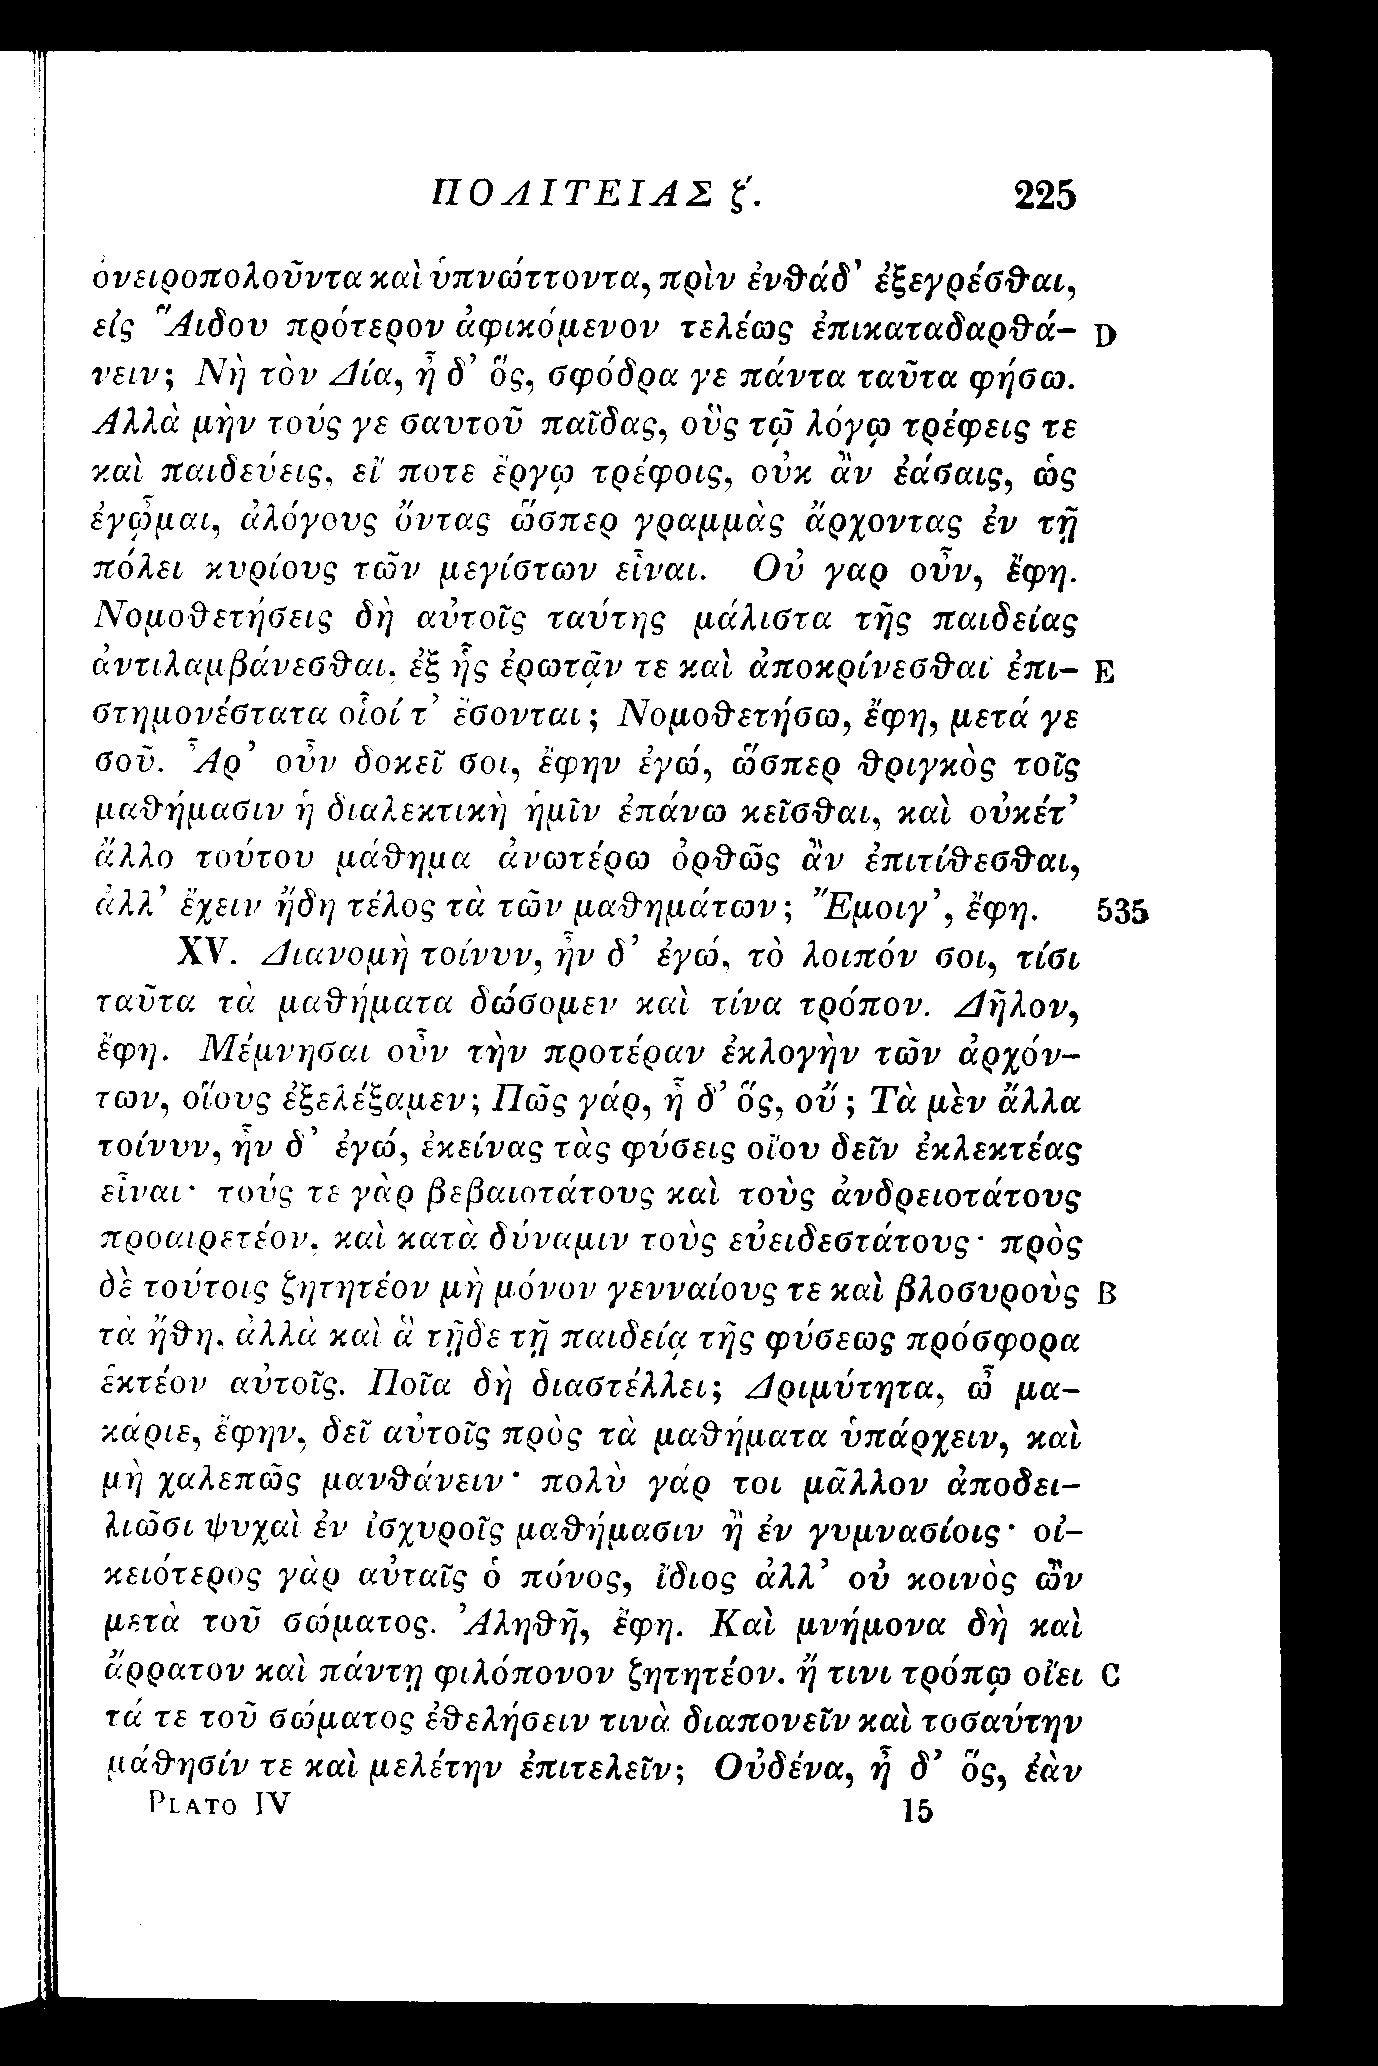 ΠΟΛΙΤΕΙΑΣ ζ'. 225
ὀνειροπολοῦντα καὶ ὑπνώττοντα, πρὶν ἐνθάδ' ἐξεγρέσθαι,
εἰς Ἅιδου πρότερον ἀφικόμενον τελέως ἐπικαταδαρθά- D
νειν; Νὴ τὸν Δία, ἦ δ' ὅς, σφόδρα γε πάντα ταῦτα φήσω.
Αλλὰ μὴν τούς γε σαυτοῦ παῖδας, οὓς τῷ λόγῳ τρέφεις τε
καὶ παιδεύεις, εἴ ποτε ἔργῳ τρέφοις, οὐκ ἂν ἐάσαις, ὡς
ἐγᾦμαι, ἀλόγους ὄντας ὥσπερ γραμμὰς ἄρχοντας ἐν τῇ
πόλει κυρίους τῶν μεγίστων εἶναι. Οὐ γαρ οὖν, ἔφη.
Νομοθετήσεις δὴ αὐτοῖς ταύτης μάλιστα τῆς παιδείας
ἀντιλαμβάνεσθαι, ἐξ ἧς ἐρωτᾶν τε καὶ ἀποκρίνεσθαι ἐπι- E
στημονέστατα οἷοί τ' ἔσονται; Νομοθετήσω, ἔφη, μετά γε
σοῦ. Ἆρ' οὖν δοκεῖ σοι, ἔφην ἐγώ, ὥσπερ θριγκὸς τοῖς
μαθήμασιν ἡ διαλεκτικὴ ἡμῖν ἐπάνω κεῖσθαι, καὶ οὐκέτ'
ἄλλο τούτου μάθημα ἀνωτέρω ὀρθῶς ἂν ἐπιτίθεσθαι,
ἀλλ' ἔχειν ἤδη τέλος τὰ τῶν μαθημάτων; Ἔμοιγ', ἔφη. 535
XV. Διανομὴ τοίνυν, ἦν δ' ἐγώ, τὸ λοιπόν σοι, τίσι
ταῦτα τὰ μαθήματα δώσομεν καὶ τίνα τρόπον. Δῆλον,
ἔφη. Μέμνησαι οὖν τὴν προτέραν ἐκλογὴν τῶν ἀρχόν-
των, οἵους ἐξελέξαμεν; Πῶς γάρ, ἦ δ' ὅς, οὔ; Τὰ μὲν ἄλλα
τοίνυν, ἦν δ' ἐγώ, ἐκείνας τὰς φύσεις οἴου δεῖν ἐκλεκτέας
εἶναι· τούς τε γὰρ βεβαιοτάτους καὶ τοὺς ἀνδρειοτάτους
προαιρετέον, καὶ κατὰ δύναμιν τοὺς εὐειδεστάτους· πρὸς
δὲ τούτοις ζητητέον μὴ μόνον γενναίους τε καὶ βλοσυροὺς B
τὰ ἤθη, ἀλλὰ καὶ ἃ τῇδε τῇ παιδείᾳ τῆς φύσεως πρόσφορα
ἑκτέον αὐτοῖς. Ποῖα δὴ διαστέλλει; Δριμύτητα, ὦ μα-
κάριε, ἔφην, δεῖ αὐτοῖς πρὸς τὰ μαθήματα ὑπάρχειν, καὶ
μὴ χαλεπῶς μανθάνειν· πολὺ γάρ τοι μᾶλλον ἀποδει-
λιῶσι ψυχαὶ ἐν ἰσχυροῖς μαθήμασιν ἢ ἐν γυμνασίοις· οἰ-
κειότερος γὰρ αὐταῖς ὁ πόνος, ἴδιος ἀλλ' οὐ κοινὸς ὢν
μετὰ τοῦ σώματος. Ἀληθῆ, ἔφη. Καὶ μνήμονα δὴ καὶ
ἄρρατον καὶ πάντῃ φιλόπονον ζητητέον. ἤ τινι τρόπῳ οἴει C
τά τε τοῦ σώματος ἐθελήσειν τινὰ διαπονεῖν καὶ τοσαύτην
μάθησίν τε καὶ μελέτην ἐπιτελεῖν; Οὐδένα, ἦ δ' ὅς, ἐὰν
PLATO IV 15